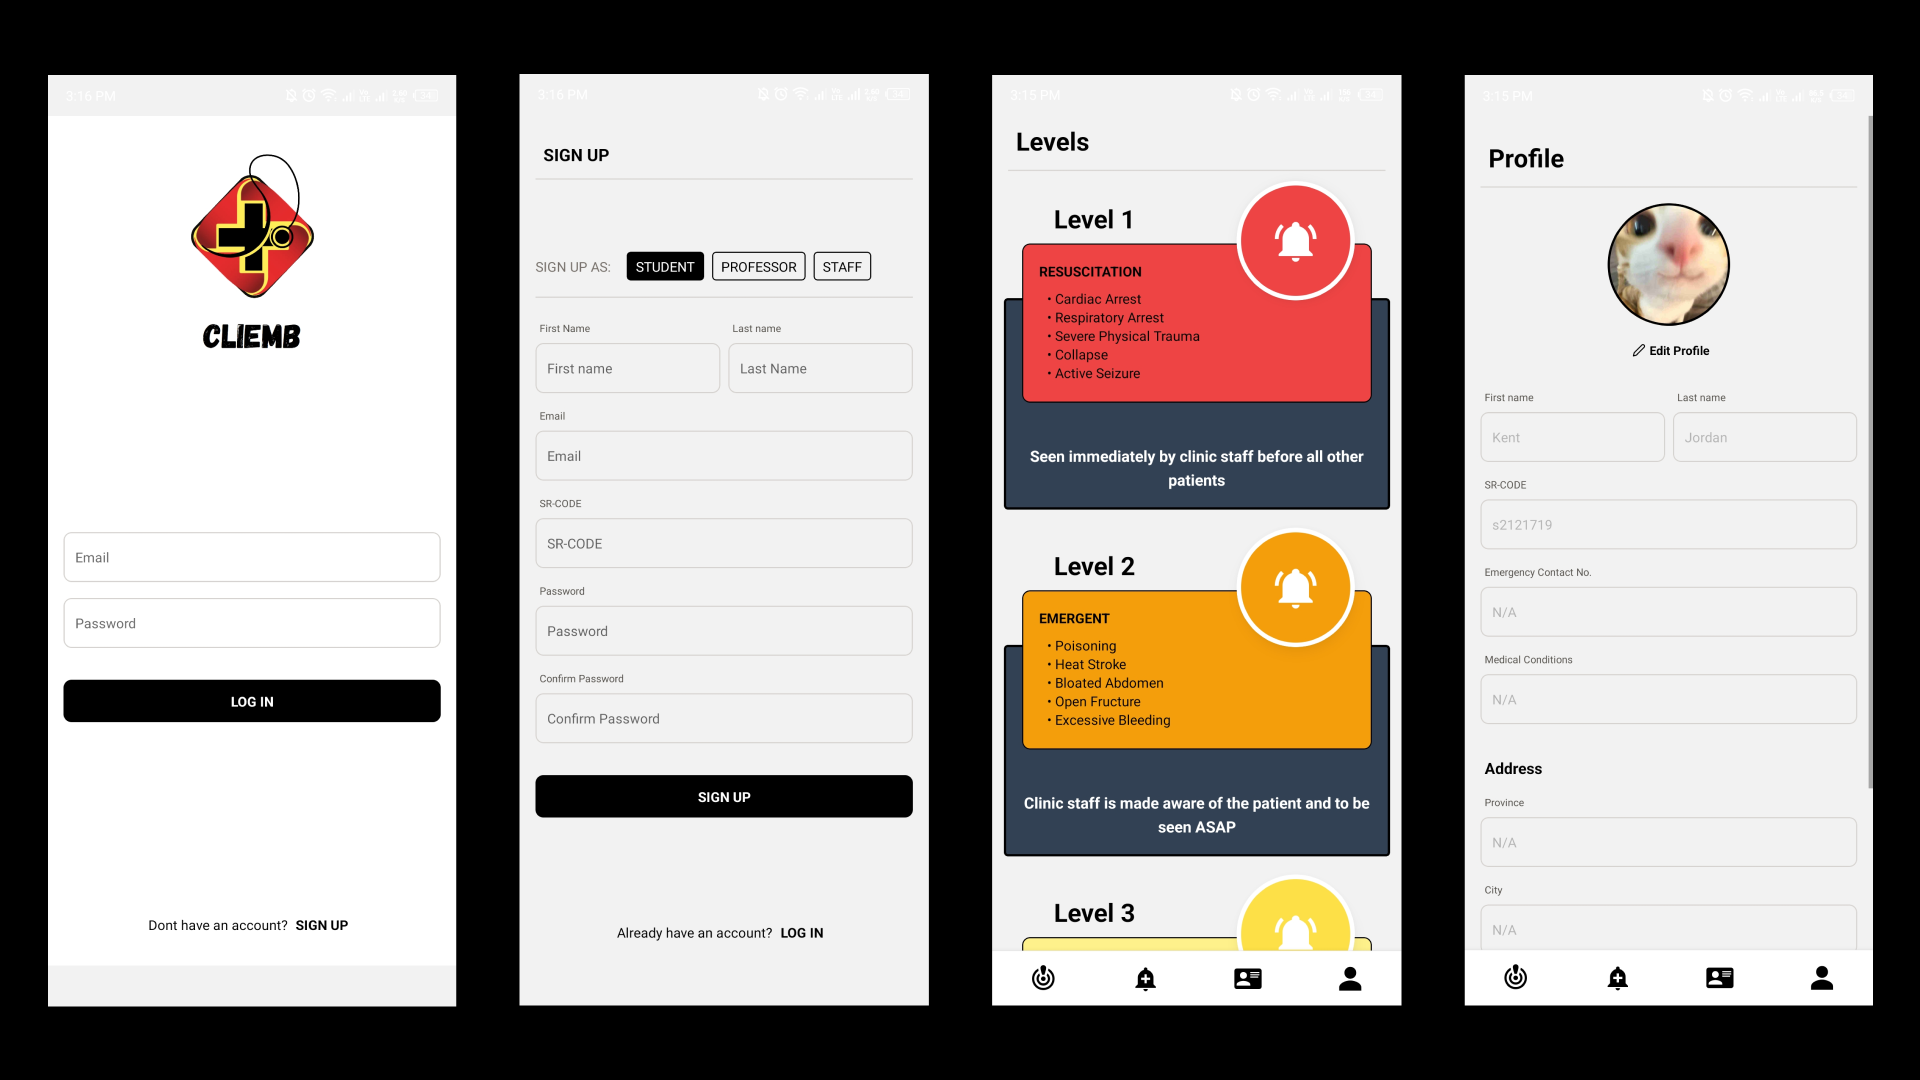 3:16 PM
CLIEMB
Email
Password
LOG IN
Dont have an account? SIGN UP
3:16 PM
SIGN UP
SIGN UP AS: STUDENT PROFESSOR STAFF
First Name Last name
First name Last Name
Email
Email
SR-CODE
SR-CODE
Password
Password
Confirm Password
Confirm Password
SIGN UP
Already have an account? LOG IN
3:15 PM
Levels
Level 1
RESUSCITATION
• Cardiac Arrest
• Respiratory Arrest
• Severe Physical Trauma
• Collapse
• Active Seizure
Seen immediately by clinic staff before all other
patients
Level 2
EMERGENT
• Poisoning
• Heat Stroke
• Bloated Abdomen
• Open Fructure
• Excessive Bleeding
Clinic staff is made aware of the patient and to be
seen ASAP
Level 3
3:15 PM
Profile
Edit Profile
First name Last name
Kent Jordan
SR-CODE
s2121719
Emergency Contact No.
N/A
Medical Conditions
N/A
Address
Province
N/A
City
N/A